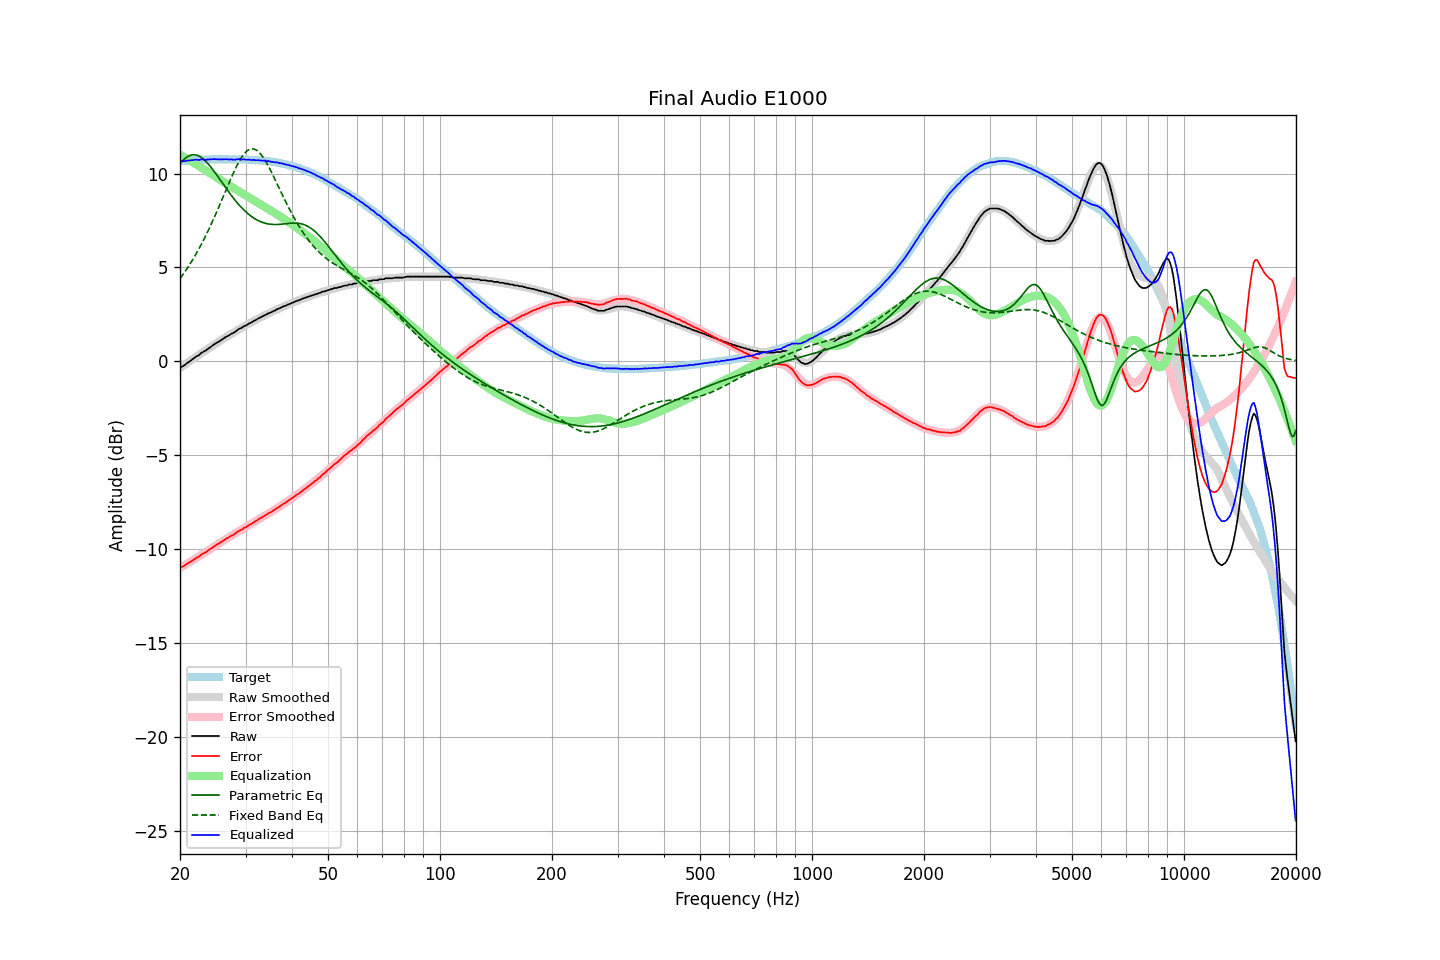 Final Audio E1000
10
5
0
−5
−10
−15
−20
−25
Amplitude (dBr)
Target
Raw Smoothed
Error Smoothed
Raw
Error
Equalization
Parametric Eq
Fixed Band Eq
Equalized
20 50 100 200 500 1000 2000 5000 10000 20000
Frequency (Hz)